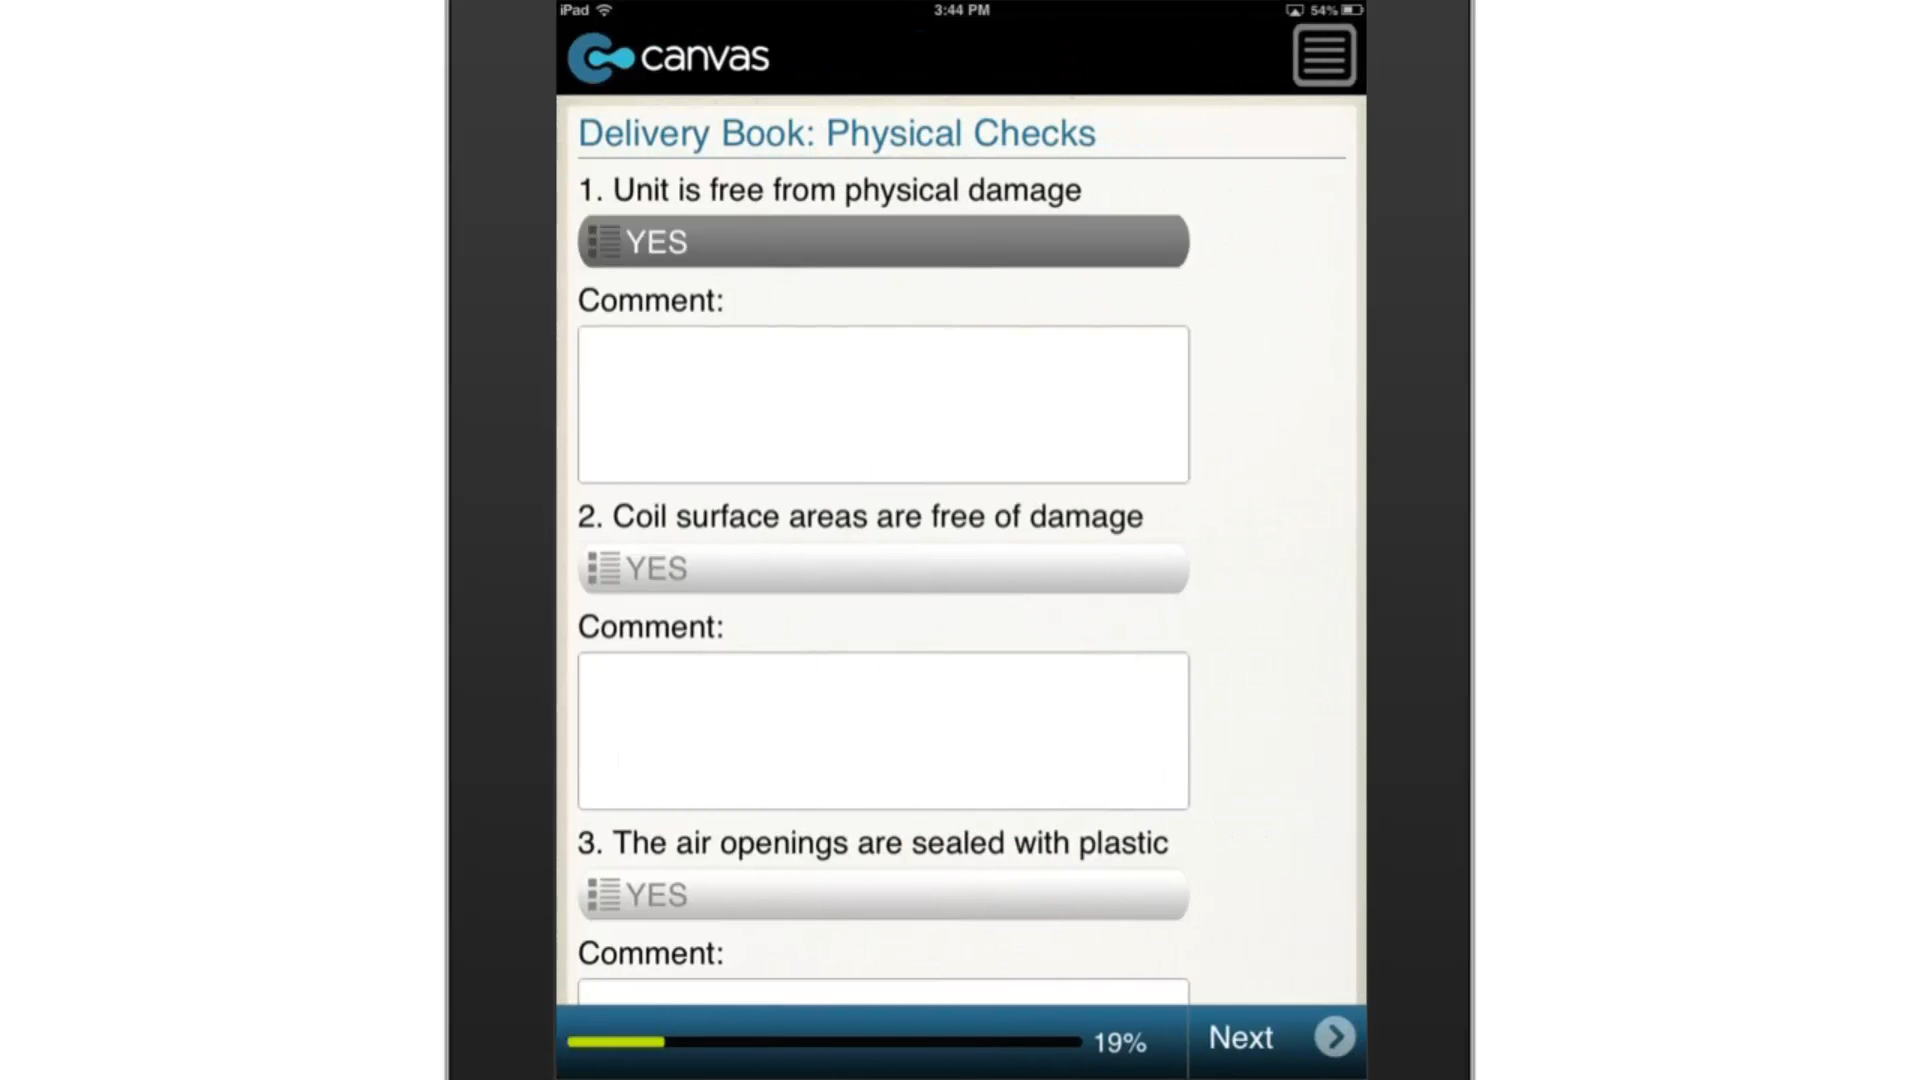 iPad
3:44 PM
54%
canvas
Delivery Book: Physical Checks
1. Unit is free from physical damage
YES
Comment:
2. Coil surface areas are free of damage
YES
Comment:
3. The air openings are sealed with plastic
YES
Comment:
19%
Next